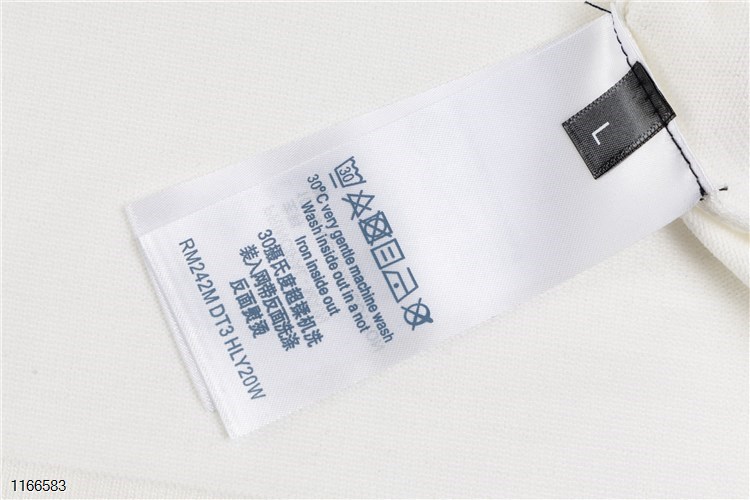 L
30
30℃ very gentle machine wash
Wash inside out in a not
Iron inside out
30摄氏度超柔机洗
装入网带反面洗涤
反面熨烫
RM242M DT3 HLY20W
1166583